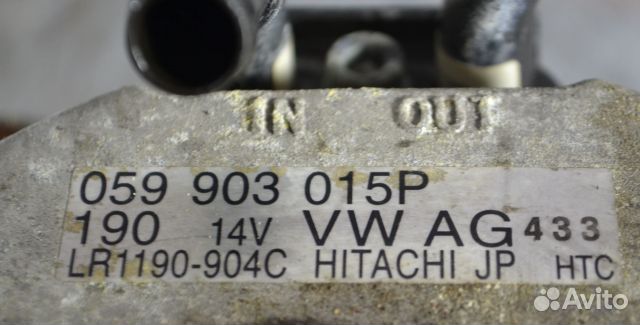 IN OUT
059 903 015P
190 14V VW AG 433
LR1190-904C HITACHI JP HTC
Avito